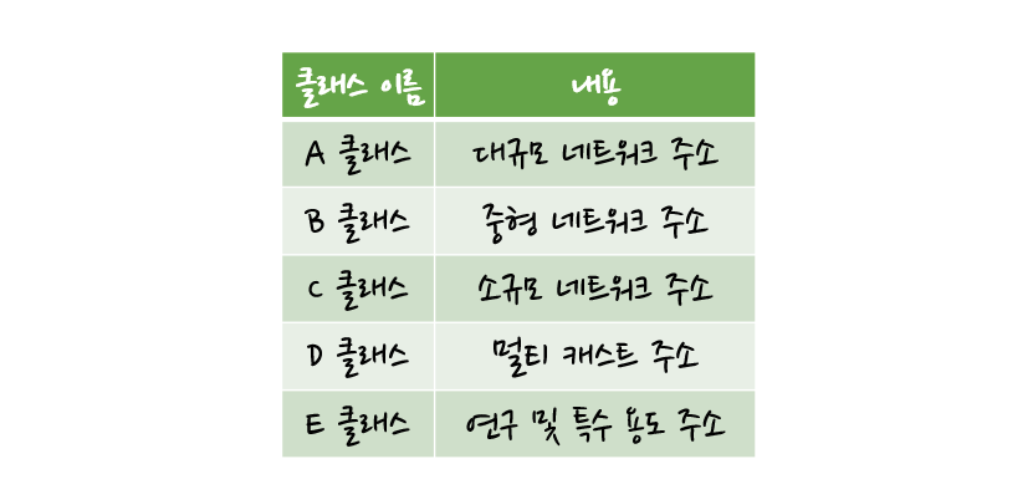 클래스 이름 내용
A 클래스 대규모 네트워크 주소
B 클래스 중형 네트워크 주소
C 클래스 소규모 네트워크 주소
D 클래스 멀티 캐스트 주소
E 클래스 연구 및 특수 용도 주소